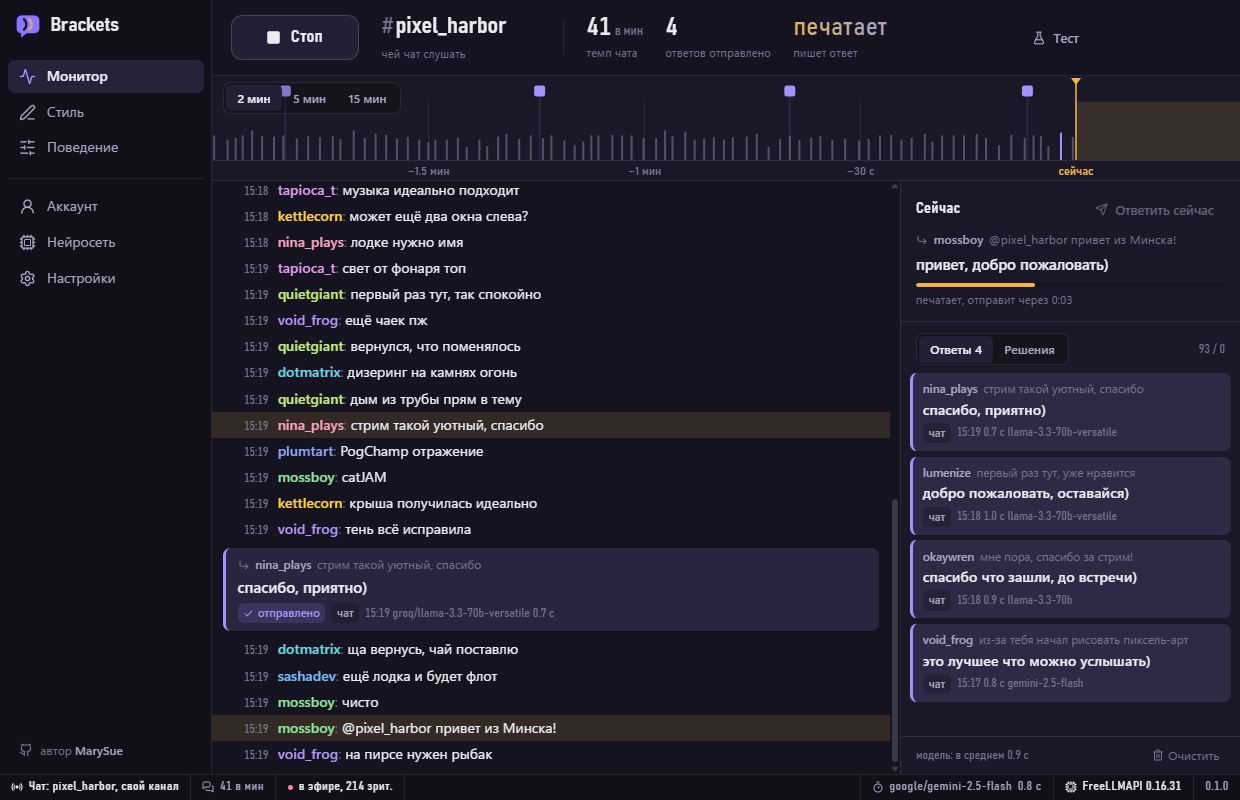 Brackets
Монитор
Стиль
Поведение
Аккаунт
Нейросеть
Настройки
автор MarySue
Стоп
#pixel_harbor
чей чат слушать
41 в мин
темп чата
4
ответов отправлено
печатает
пишет ответ
Тест
2 мин 5 мин 15 мин
−1.5 мин −1 мин −30 с сейчас
15:18 tapioca_t: музыка идеально подходит
15:18 kettlecorn: может ещё два окна слева?
15:18 nina_plays: лодке нужно имя
15:19 tapioca_t: свет от фонаря топ
15:19 quietgiant: первый раз тут, так спокойно
15:19 void_frog: ещё чаек пж
15:19 quietgiant: вернулся, что поменялось
15:19 dotmatrix: дизеринг на камнях огонь
15:19 quietgiant: дым из трубы прям в тему
15:19 nina_plays: стрим такой уютный, спасибо
15:19 plumtart: PogChamp отражение
15:19 mossboy: catJAM
15:19 kettlecorn: крыша получилась идеально
15:19 void_frog: тень всё исправила
nina_plays стрим такой уютный, спасибо
спасибо, приятно)
отправлено чат 15:19 groq/llama-3.3-70b-versatile 0.7 с
15:19 dotmatrix: ща вернусь, чай поставлю
15:19 sashadev: ещё лодка и будет флот
15:19 mossboy: чисто
15:19 mossboy: @pixel_harbor привет из Минска!
15:19 void_frog: на пирсе нужен рыбак
Сейчас
Ответить сейчас
mossboy @pixel_harbor привет из Минска!
привет, добро пожаловать)
печатает, отправит через 0:03
Ответы 4 Решения 93 / 0
nina_plays стрим такой уютный, спасибо
спасибо, приятно)
чат 15:19 0.7 с llama-3.3-70b-versatile
lumenize первый раз тут, уже нравится
добро пожаловать, оставайся)
чат 15:18 1.0 с llama-3.3-70b-versatile
okaywren мне пора, спасибо за стрим!
спасибо что зашли, до встречи)
чат 15:18 0.9 с llama-3.3-70b
void_frog из-за тебя начал рисовать пиксель-арт
это лучшее что можно услышать)
чат 15:17 0.8 с gemini-2.5-flash
модель: в среднем 0.9 с Очистить
Чат: pixel_harbor, свой канал 41 в мин в эфире, 214 зрит. google/gemini-2.5-flash 0.8 с FreeLLMAPI 0.16.31 0.1.0